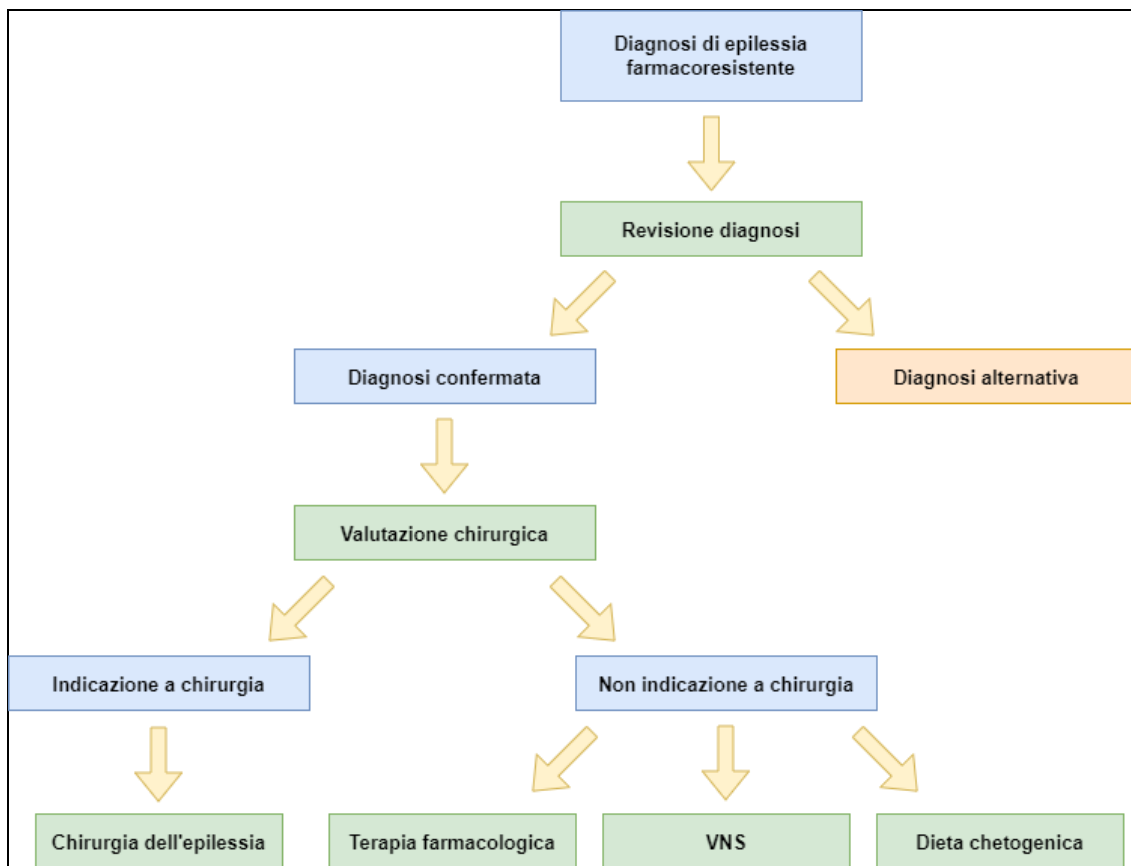 Diagnosi di epilessia
farmacoresistente
Revisione diagnosi
Diagnosi confermata
Diagnosi alternativa
Valutazione chirurgica
Indicazione a chirurgia
Non indicazione a chirurgia
Chirurgia dell'epilessia
Terapia farmacologica
VNS
Dieta chetogenica